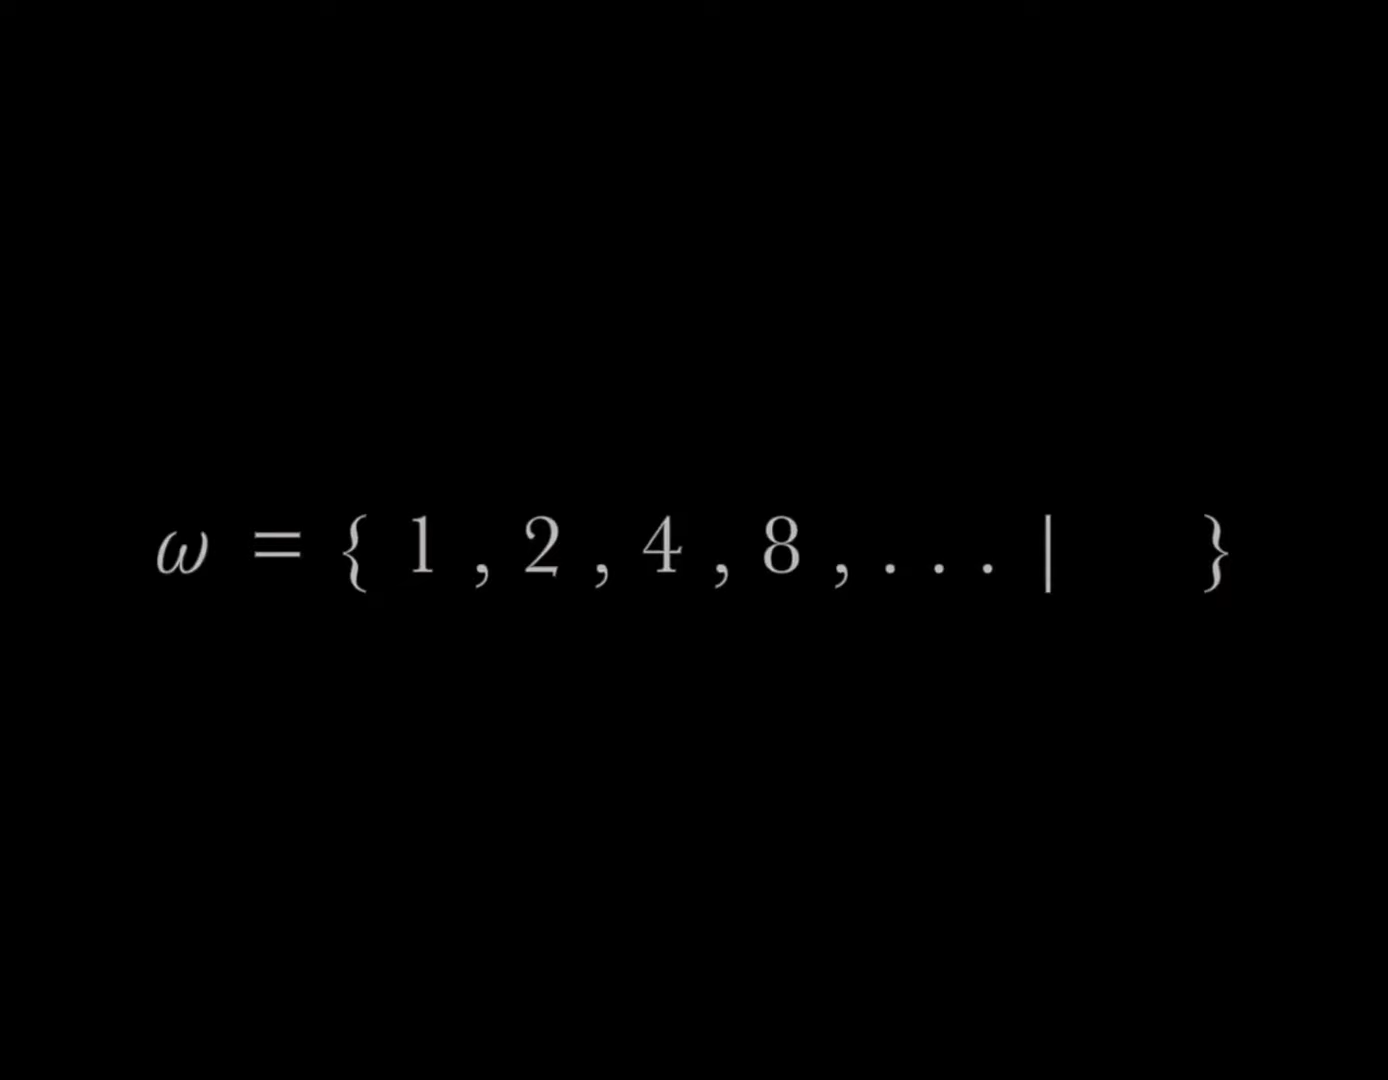 ω = { 1 , 2 , 4 , 8 , . . . | }